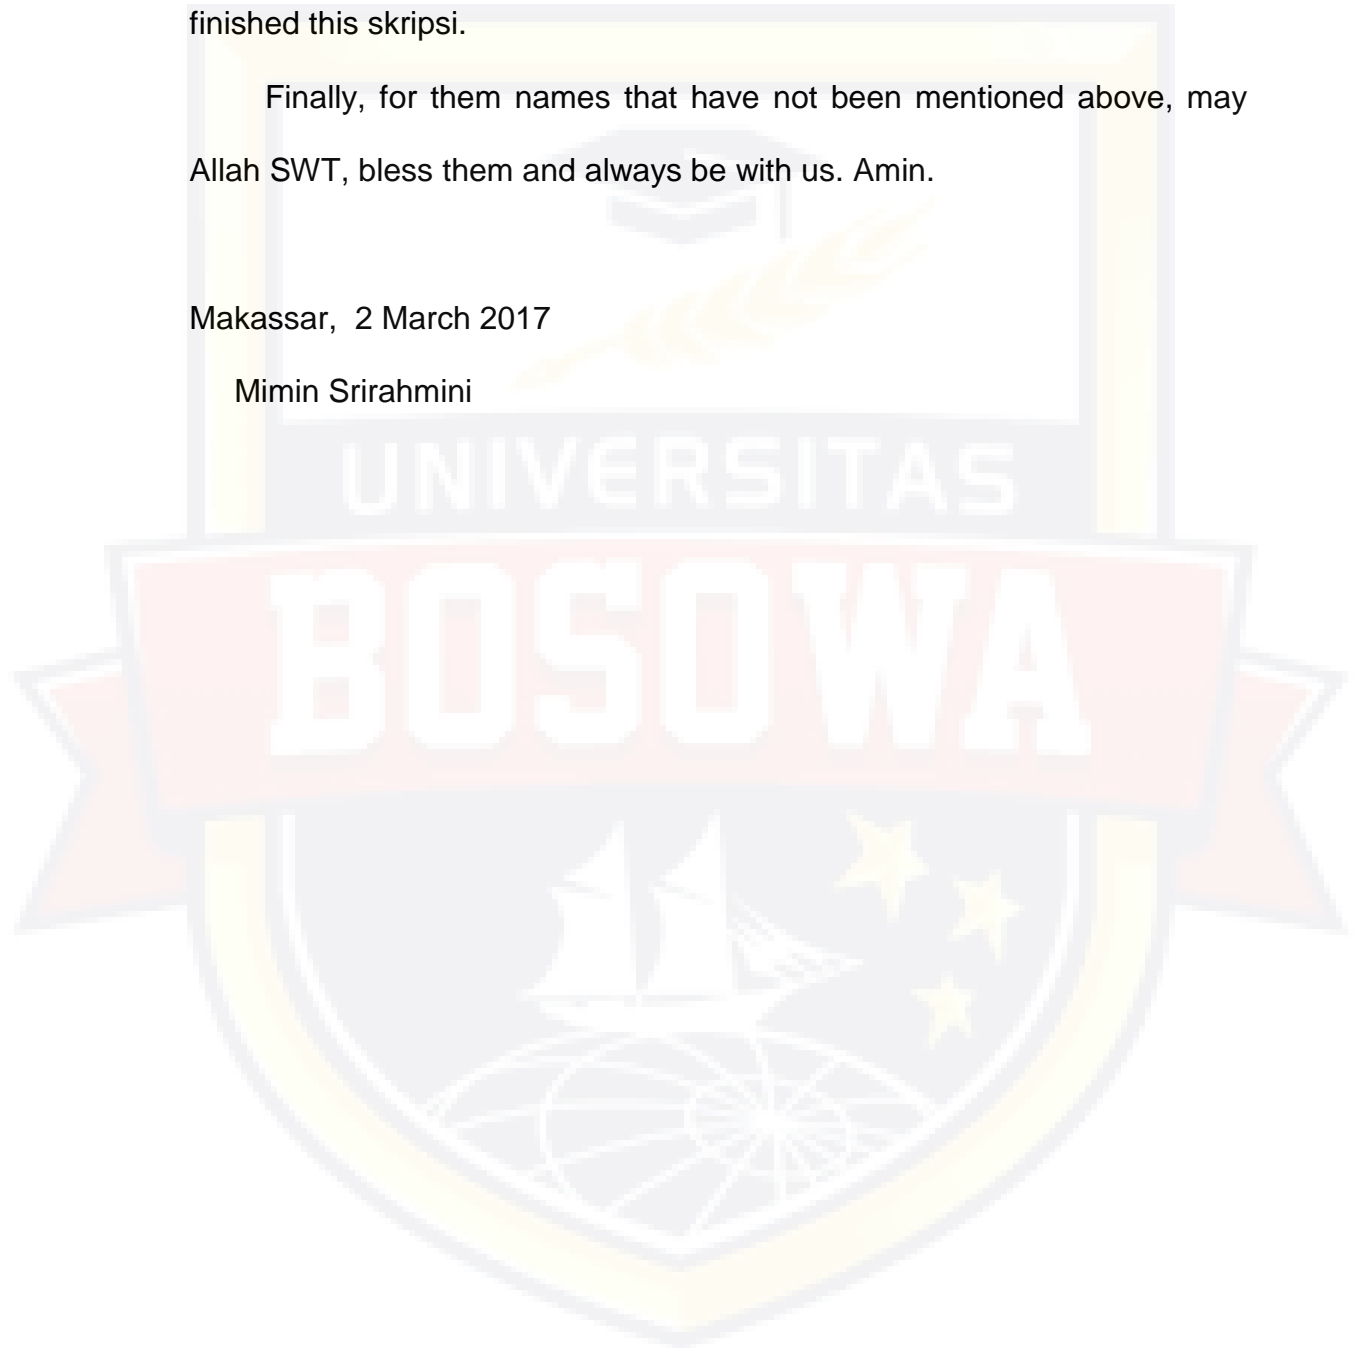 finished this skripsi.
Finally, for them names that have not been mentioned above, may
Allah SWT, bless them and always be with us. Amin.
Makassar,  2 March 2017
Mimin Srirahmini
UNIVERSITAS
BOSOWA